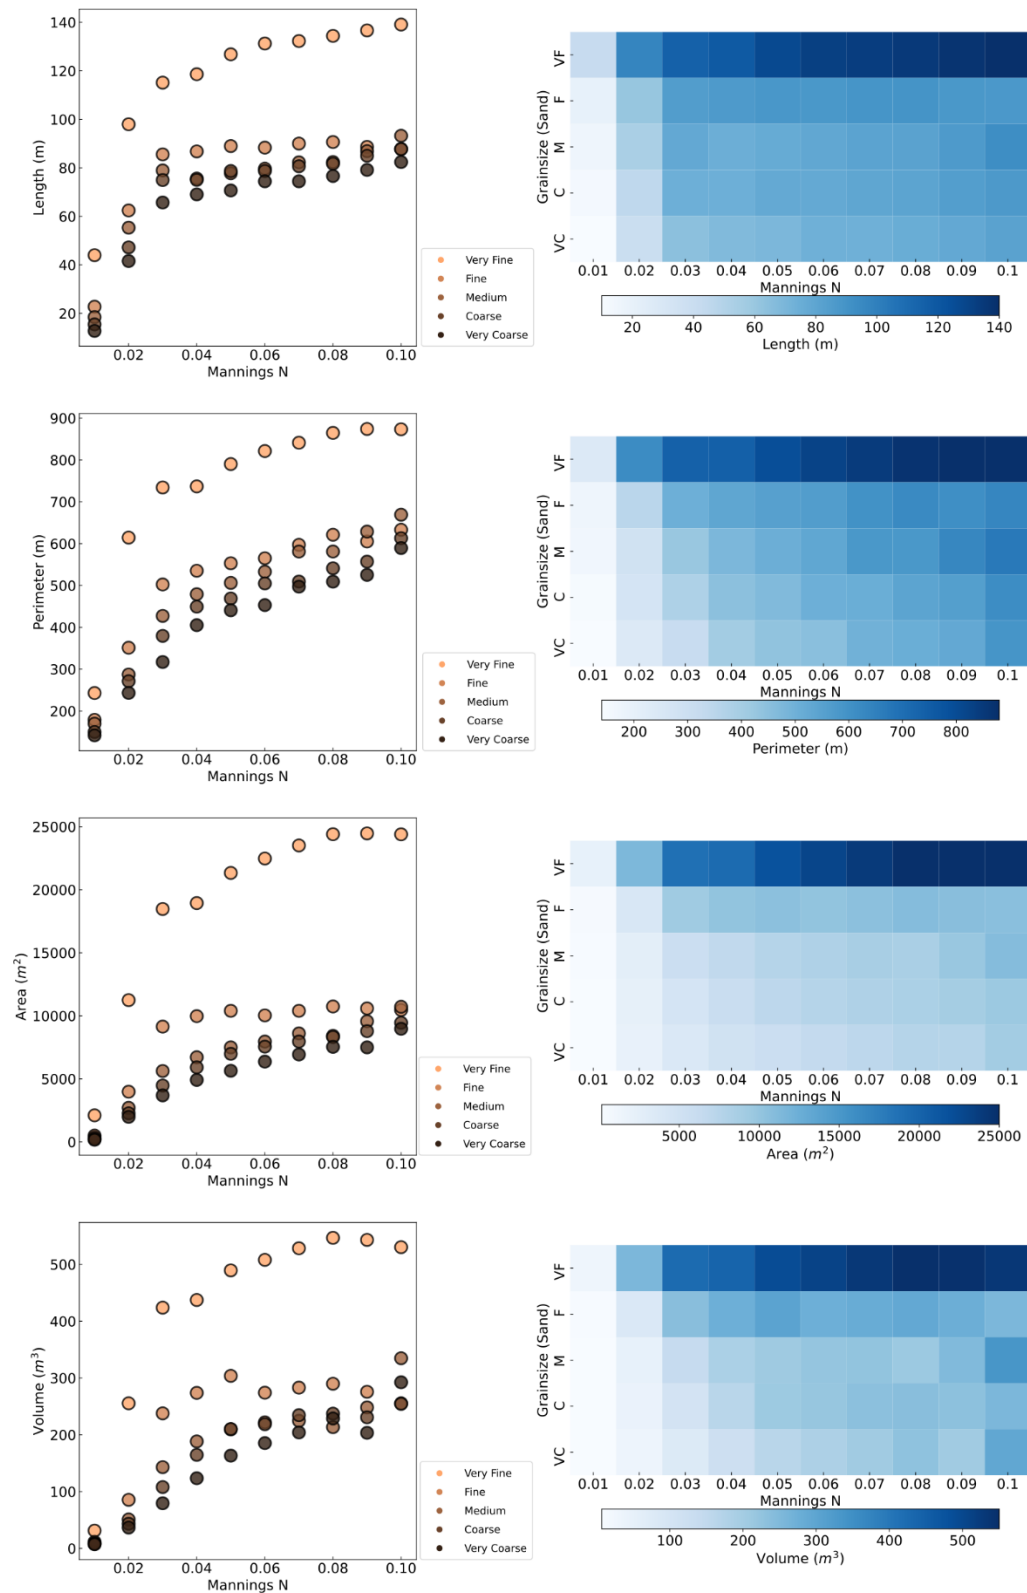 140
120
100
80
60
40
20
Length (m)
0.02 0.04 0.06 0.08 0.10
Mannings N
Very Fine
Fine
Medium
Coarse
Very Coarse
VF
F
M
C
VC
Grainsize (Sand)
0.01 0.02 0.03 0.04 0.05 0.06 0.07 0.08 0.09 0.1
Mannings N
20 40 60 80 100 120 140
Length (m)
900
800
700
600
500
400
300
200
Perimeter (m)
0.02 0.04 0.06 0.08 0.10
Mannings N
Very Fine
Fine
Medium
Coarse
Very Coarse
VF
F
M
C
VC
Grainsize (Sand)
0.01 0.02 0.03 0.04 0.05 0.06 0.07 0.08 0.09 0.1
Mannings N
200 300 400 500 600 700 800
Perimeter (m)
25000
20000
15000
10000
5000
0
Area (m²)
0.02 0.04 0.06 0.08 0.10
Mannings N
Very Fine
Fine
Medium
Coarse
Very Coarse
VF
F
M
C
VC
Grainsize (Sand)
0.01 0.02 0.03 0.04 0.05 0.06 0.07 0.08 0.09 0.1
Mannings N
5000 10000 15000 20000 25000
Area (m²)
500
400
300
200
100
0
Volume (m³)
0.02 0.04 0.06 0.08 0.10
Mannings N
Very Fine
Fine
Medium
Coarse
Very Coarse
VF
F
M
C
VC
Grainsize (Sand)
0.01 0.02 0.03 0.04 0.05 0.06 0.07 0.08 0.09 0.1
Mannings N
100 200 300 400 500
Volume (m³)